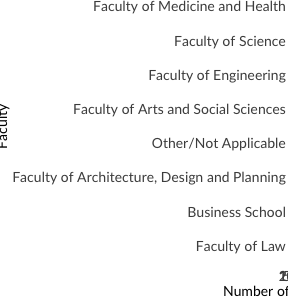 Faculty of Medicine and Health
Faculty of Science
Faculty of Engineering
Faculty of Arts and Social Sciences
Other/Not Applicable
Faculty of Architecture, Design and Planning
Business School
Faculty of Law
Faculty
Number of